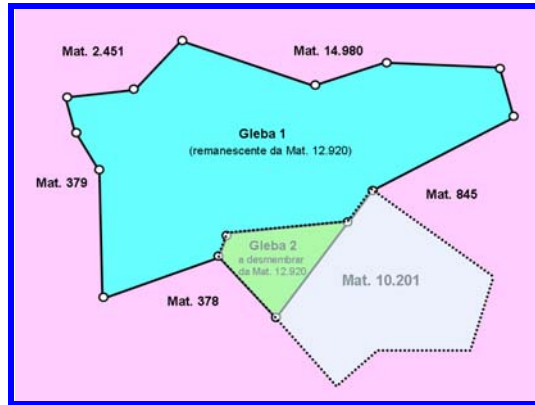 Mat. 2.451
Mat. 14.980
Gleba 1
(remanescente da Mat. 12.920)
Mat. 379
Mat. 845
Gleba 2
a desmembrar
da Mat. 12.920
Mat. 10.201
Mat. 378